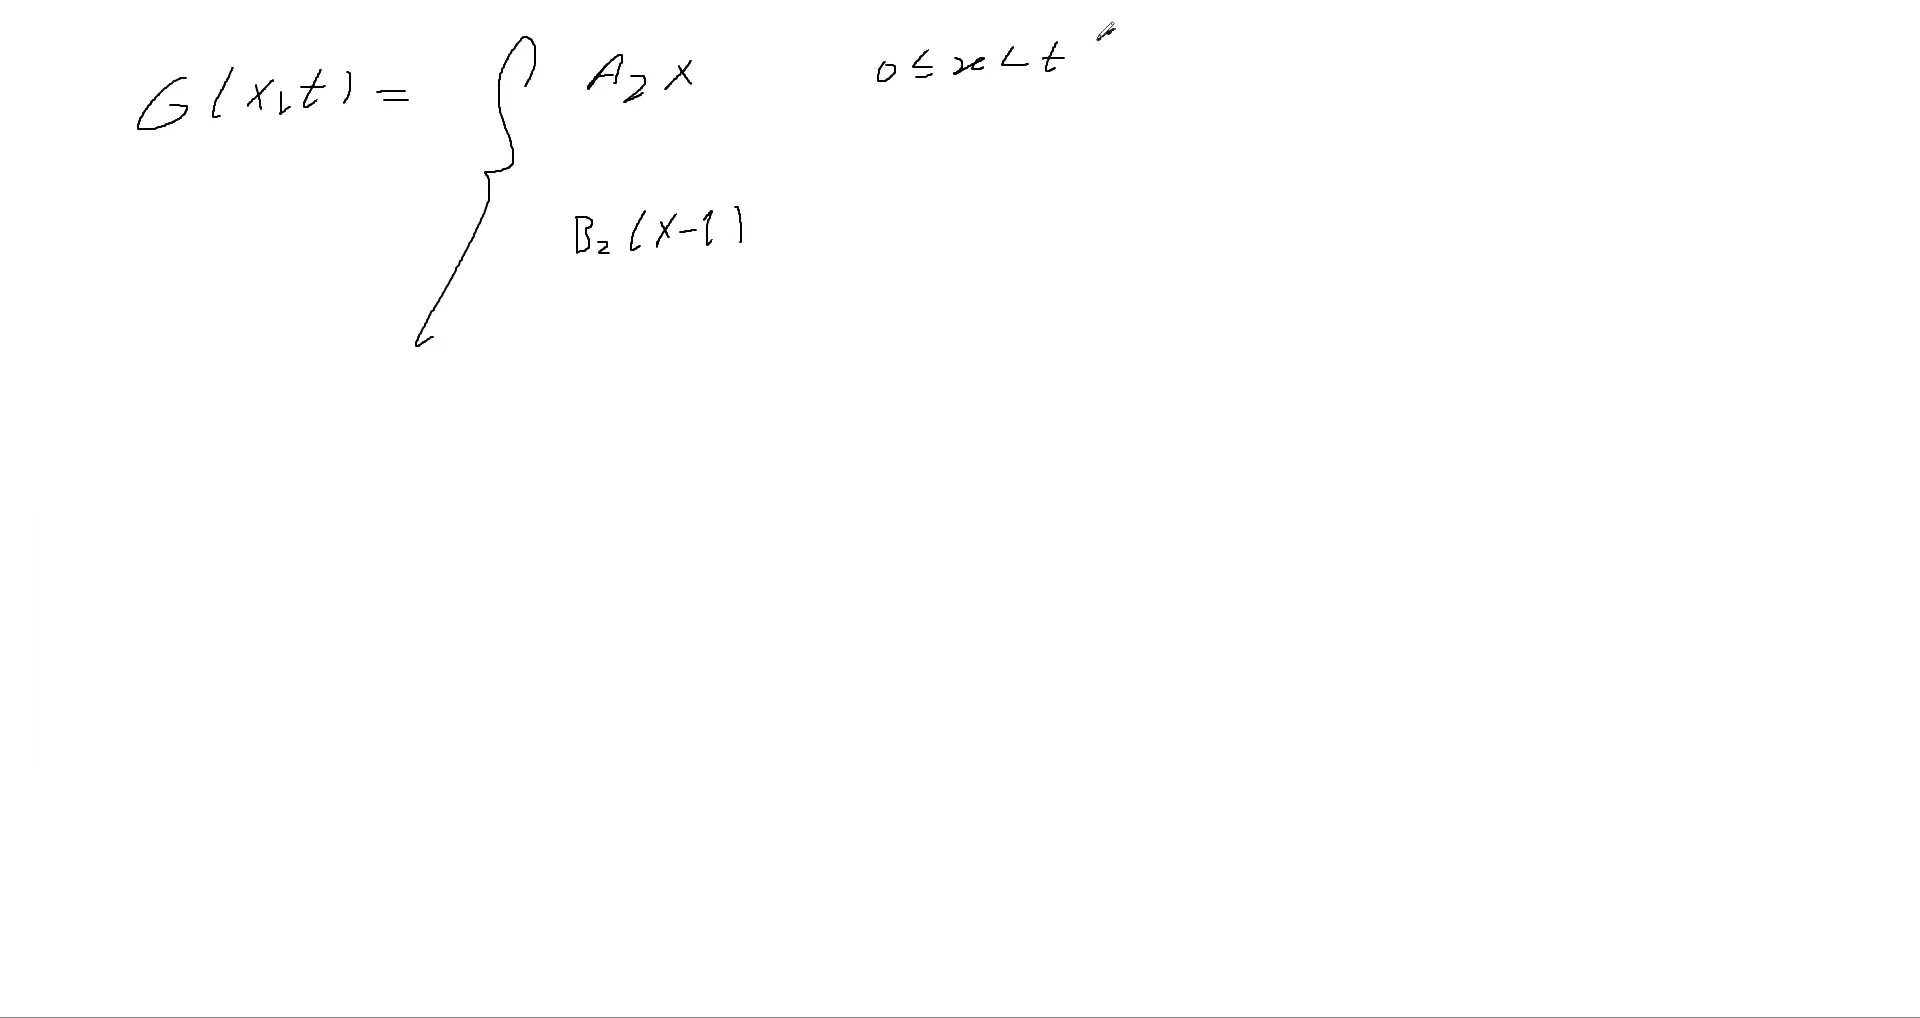 G(x,t) = { A₂x 0 ≤ x < t
B₂(x-1)